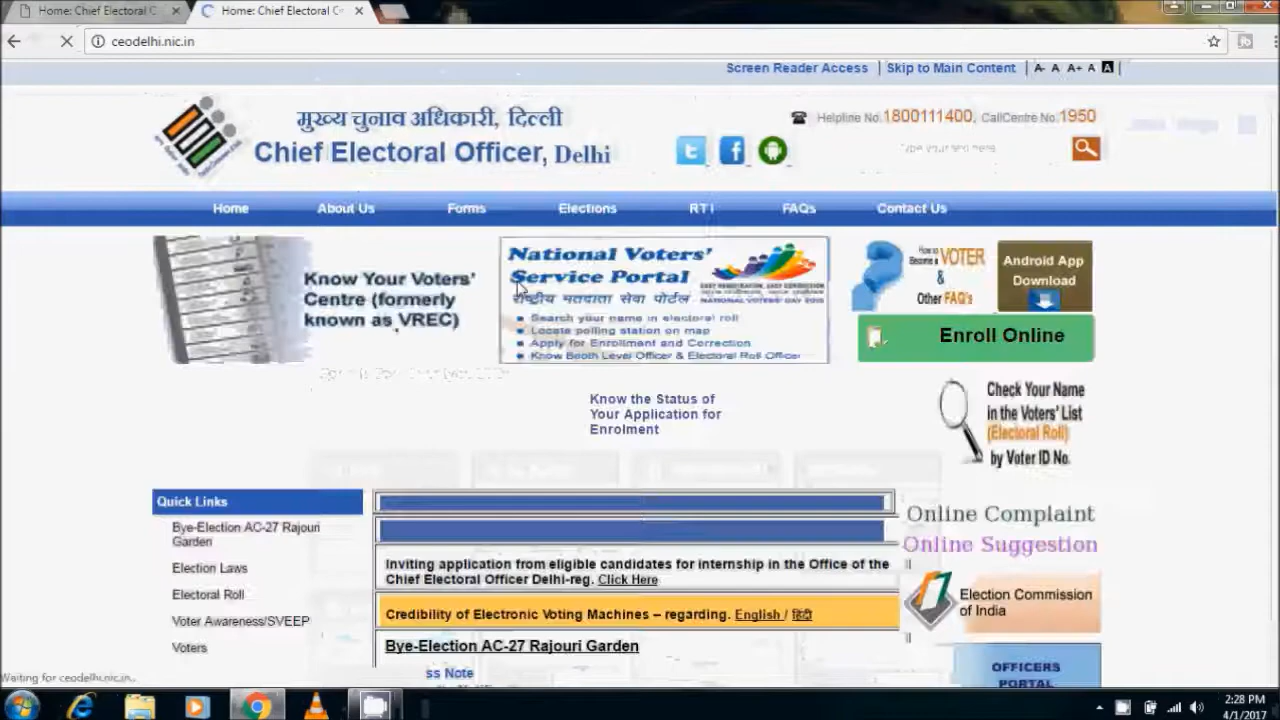 Home: Chief Electoral C
Home: Chief Electoral C
ceodelhi.nic.in
Screen Reader Access | Skip to Main Content | A- A A+ A A |
मुख्य चुनाव अधिकारी, दिल्ली
Chief Electoral Officer, Delhi
Helpline No.1800111400, CallCentre No.1950
Type your text here
Home About Us Forms Elections RTI FAQs Contact Us
Know Your Voters'
Centre (formerly
known as VREC)
National Voters'
Service Portal
राष्ट्रीय मतदाता सेवा पोर्टल
NATIONAL VOTERS' DAY 2015
Search your name in electoral roll
Locate polling station on map
Apply for Enrollment and Correction
Know Booth Level Officer & Electoral Roll Officer
How to
Become a VOTER
&
Other FAQ's
Android App
Download
Enroll Online
Know the Status of
Your Application for
Enrolment
Check Your Name
in the Voters' List
(Electoral Roll)
by Voter ID No.
Quick Links
Bye-Election AC-27 Rajouri
Garden
Election Laws
Electoral Roll
Voter Awareness/SVEEP
Voters
Inviting application from eligible candidates for internship in the Office of the
Chief Electoral Officer Delhi-reg. Click Here
Credibility of Electronic Voting Machines – regarding. English / हिंदी
Bye-Election AC-27 Rajouri Garden
ss Note
Online Complaint
Online Suggestion
Election Commission
of India
OFFICERS
PORTAL
Waiting for ceodelhi.nic.in...
2:28 PM
4/1/2017